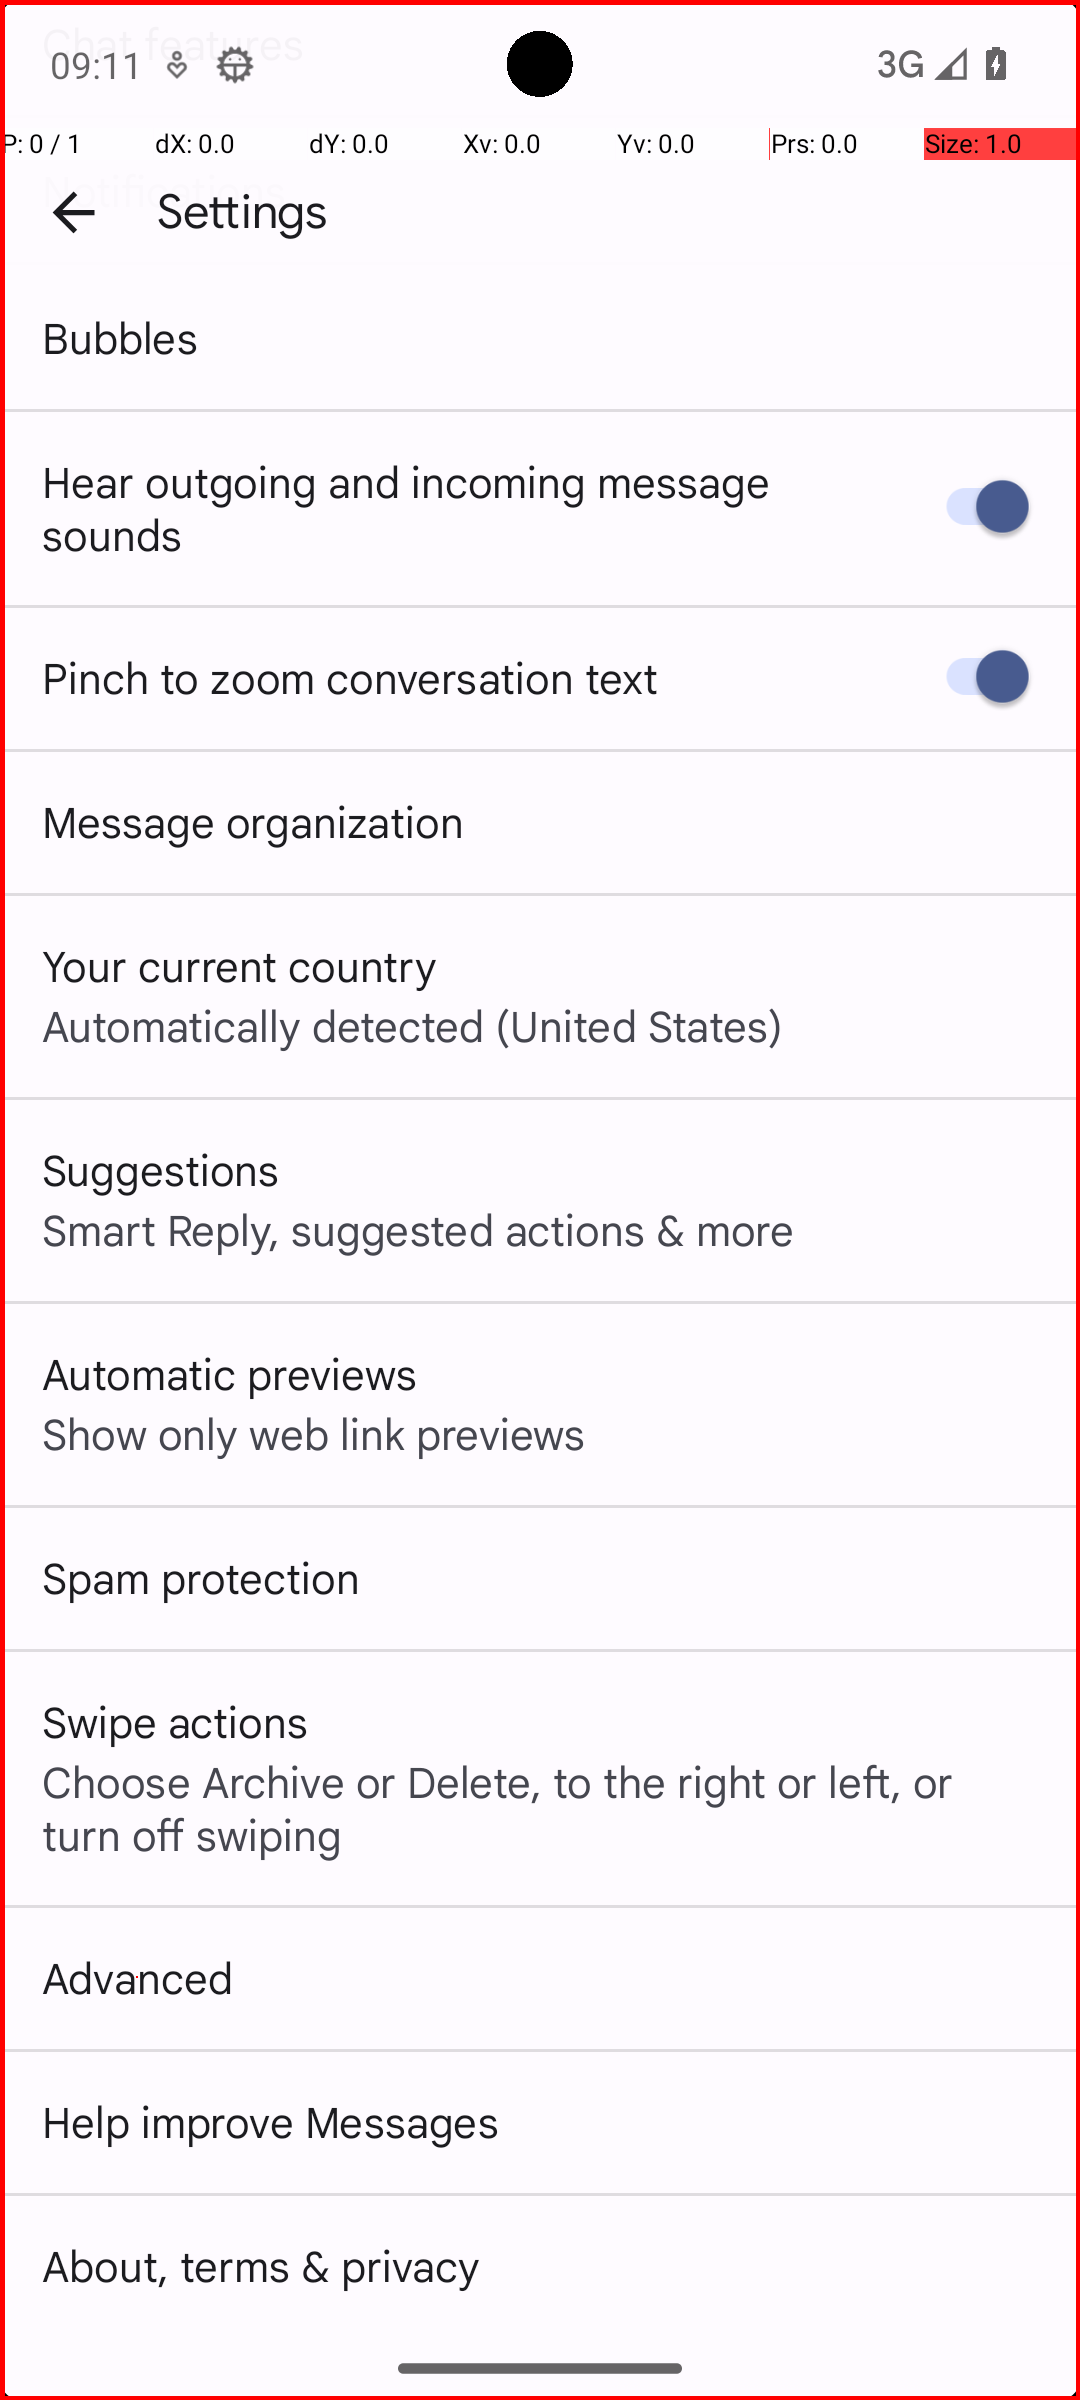 Chat features
09:11
3G
P: 0 / 1 dX: 0.0 dY: 0.0 Xv: 0.0 Yv: 0.0 Prs: 0.0 Size: 1.0
Notifications
Settings
Bubbles
Hear outgoing and incoming message
sounds
Pinch to zoom conversation text
Message organization
Your current country
Automatically detected (United States)
Suggestions
Smart Reply, suggested actions & more
Automatic previews
Show only web link previews
Spam protection
Swipe actions
Choose Archive or Delete, to the right or left, or
turn off swiping
Advanced
Help improve Messages
About, terms & privacy